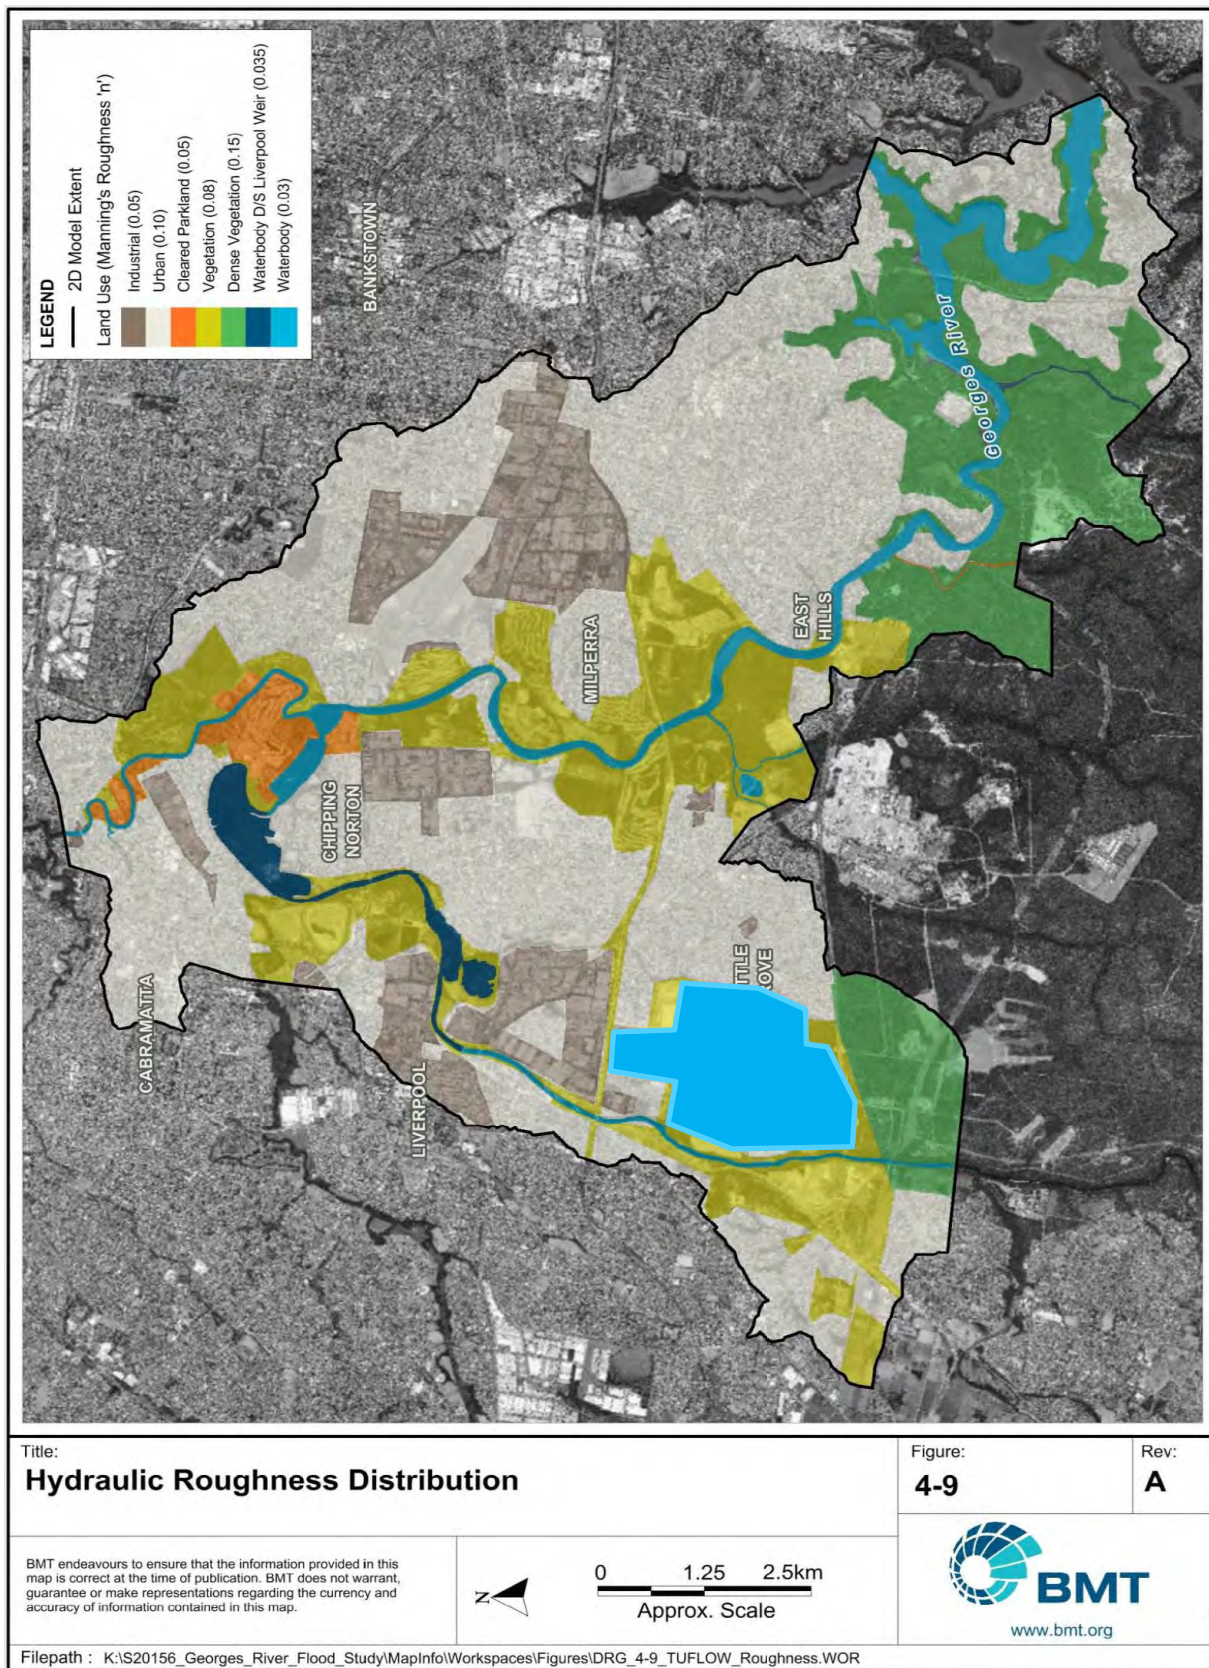 LEGEND
2D Model Extent
Land Use (Manning's Roughness 'n')
Industrial (0.05)
Urban (0.10)
Cleared Parkland (0.05)
Vegetation (0.08)
Dense Vegetation (0.15)
Waterbody D/S Liverpool Weir (0.035)
Waterbody (0.03)
BANKSTOWN
Georges River
EAST
HILLS
MILPERRA
CHIPPING
NORTON
CABRAMATTA
LIVERPOOL
TTLE
OVE
Title:
Hydraulic Roughness Distribution
Figure:
4-9
Rev:
A
BMT endeavours to ensure that the information provided in this
map is correct at the time of publication. BMT does not warrant,
guarantee or make representations regarding the currency and
accuracy of information contained in this map.
N
0 1.25 2.5km
Approx. Scale
BMT
www.bmt.org
Filepath : K:\S20156_Georges_River_Flood_Study\MapInfo\Workspaces\Figures\DRG_4-9_TUFLOW_Roughness.WOR